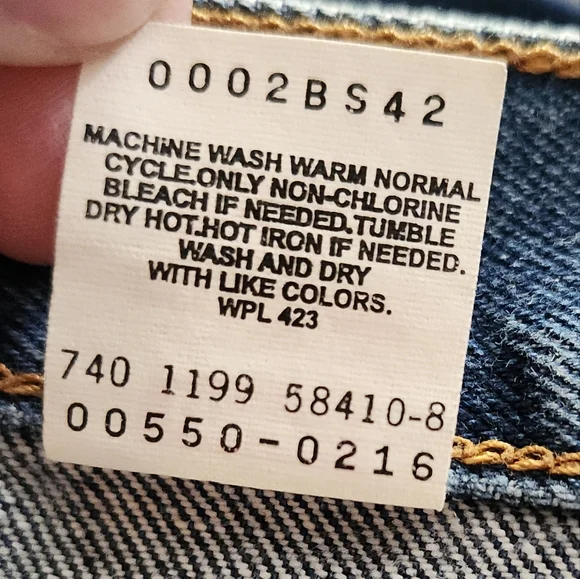 0002BS42
MACHINE WASH WARM NORMAL
CYCLE.ONLY NON-CHLORINE
BLEACH IF NEEDED.TUMBLE
DRY HOT.HOT IRON IF NEEDED.
WASH AND DRY
WITH LIKE COLORS.
WPL 423
740 1199 58410-8
00550-0216